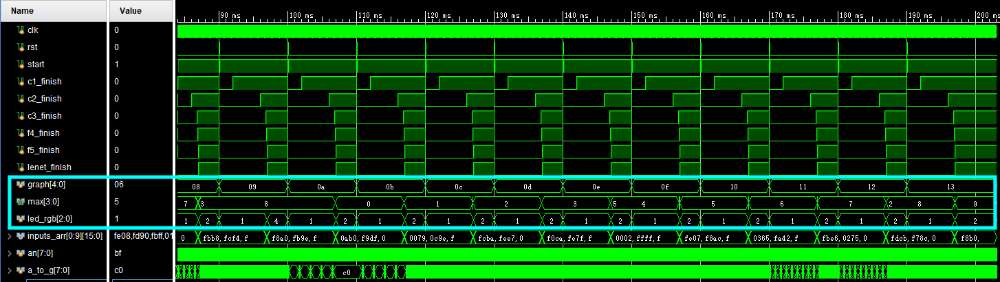 Name Value 90 ms 100 ms 110 ms 120 ms 130 ms 140 ms 150 ms 160 ms 170 ms 180 ms 190 ms 200 ms
clk 0
rst 0
start 1
c1_finish 0
c2_finish 0
c3_finish 0
f4_finish 0
f5_finish 0
lenet_finish 0
graph[4:0] 06 08 09 0a 0b 0c 0d 0e 0f 10 11 12 13
max[3:0] 5 7 3 8 0 1 2 3 5 4 5 6 7 2 8 9
led_rgb[2:0] 1 1 2 1 4 1 2 1 2 1 2 1 2 1 2 1 2 1 2 1 2 1 2 1 2
inputs_arr[0:9][15:0] fe08,fd90,fbff,01 0 fbb8, fcf4, f f8a0, fb9e, f 0ab0, f9df, 0 0079, 0c9e, f fcba, fee7, 0 f0ca, fe7f, f 0002, ffff, f fe07, f8ac, f 0365, fa42, f fbe6, 0275, 0 fdcb, f78c, 0 f8b0,
an[7:0] bf
a_to_g[7:0] c0 c0